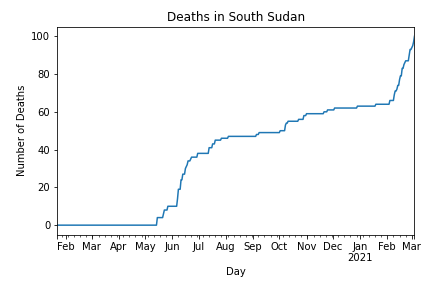 Deaths in South Sudan
Number of Deaths
100
80
60
40
20
0
Feb Mar Apr May Jun Jul Aug Sep Oct Nov Dec Jan Feb Mar
2021
Day